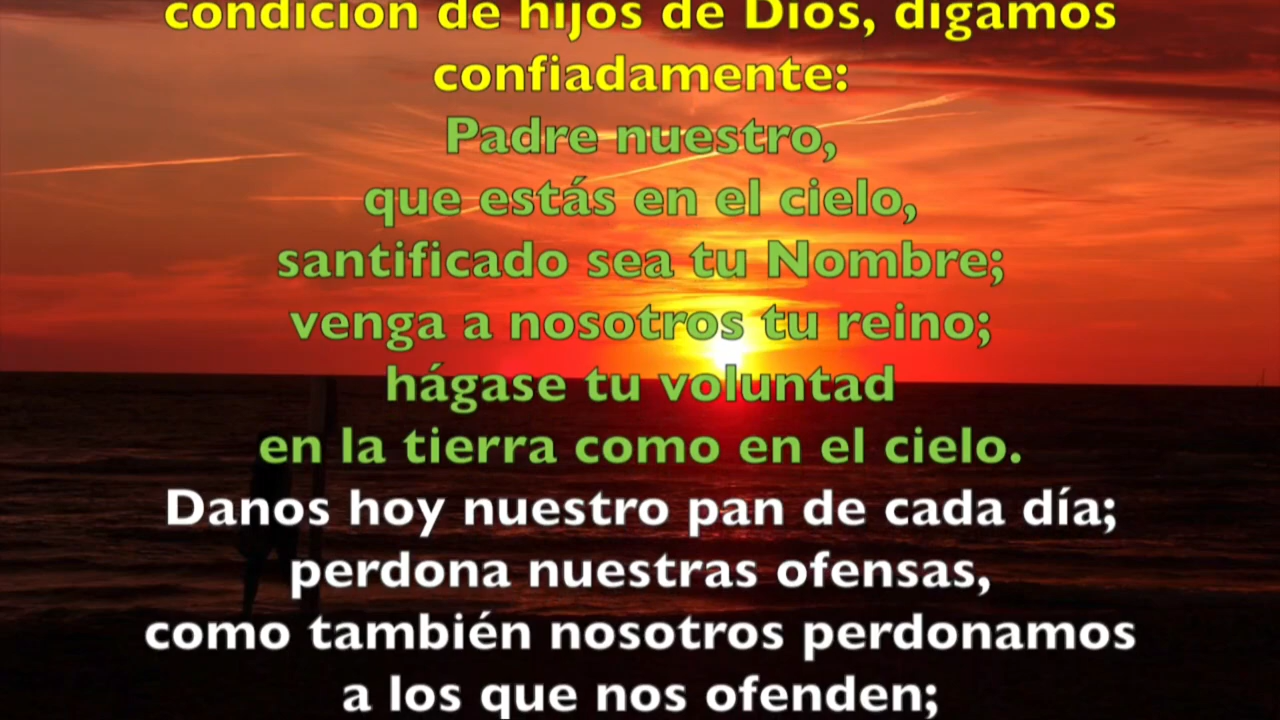 condición de hijos de Dios, digamos
confiadamente:
Padre nuestro,
que estás en el cielo,
santificado sea tu Nombre;
venga a nosotros tu reino;
hágase tu voluntad
en la tierra como en el cielo.
Danos hoy nuestro pan de cada día;
perdona nuestras ofensas,
como también nosotros perdonamos
a los que nos ofenden;